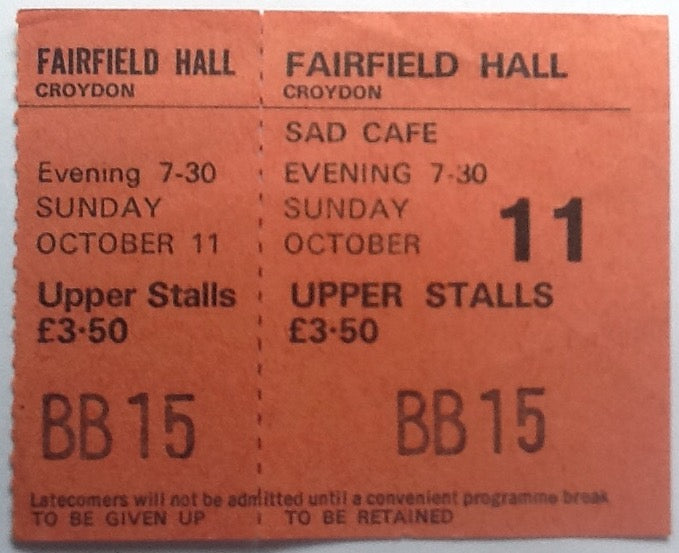 FAIRFIELD HALL
CROYDON
Evening 7-30
SUNDAY
OCTOBER 11
Upper Stalls
£3·50
BB 15
FAIRFIELD HALL
CROYDON
SAD CAFE
EVENING 7-30
SUNDAY
OCTOBER 11
UPPER STALLS
£3·50
BB 15
Latecomers will not be admitted until a convenient programme break
TO BE GIVEN UP
TO BE RETAINED